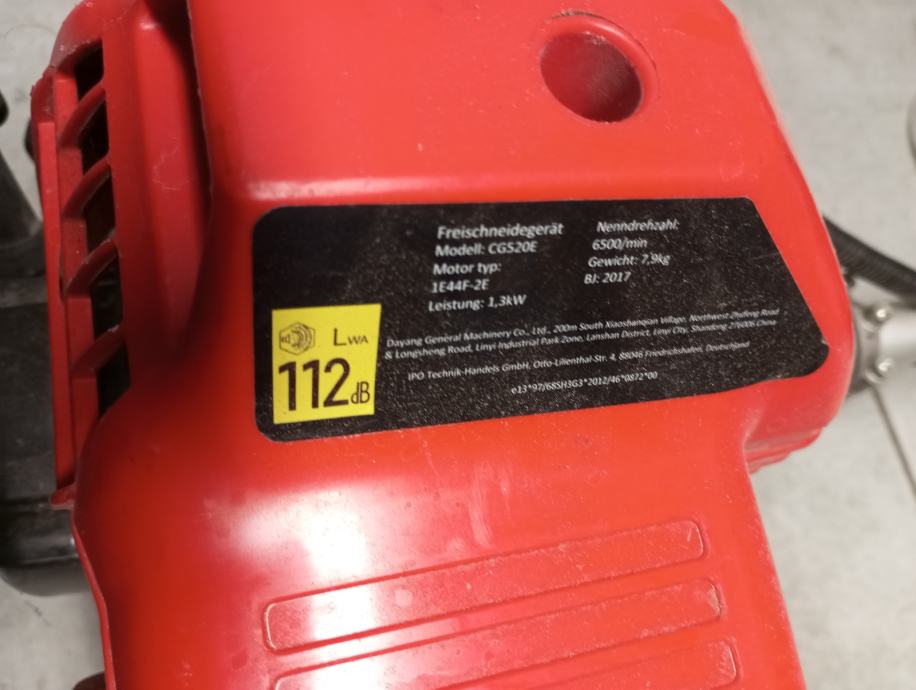 Freischneidegerät
Modell: CG520E
Motor typ:
1E44F-2E
Leistung: 1,3kW
Nenndrehzahl:
6500/min
Gewicht: 7,9kg
BJ: 2017
LWA
112dB
Dayang General Machinery Co., Ltd., 200m South Xiaoshanqian Village, Northwest Zhufeng Road
& Longsheng Road, Linyi Industrial Park Zone, Lanshan District, Linyi City, Shandong 276006 China
IPO Technik-Handels GmbH, Otto-Lilienthal-Str. 4, 88046 Friedrichshafen, Deutschland
e13*97/68SH3G3*2012/46*0872*00